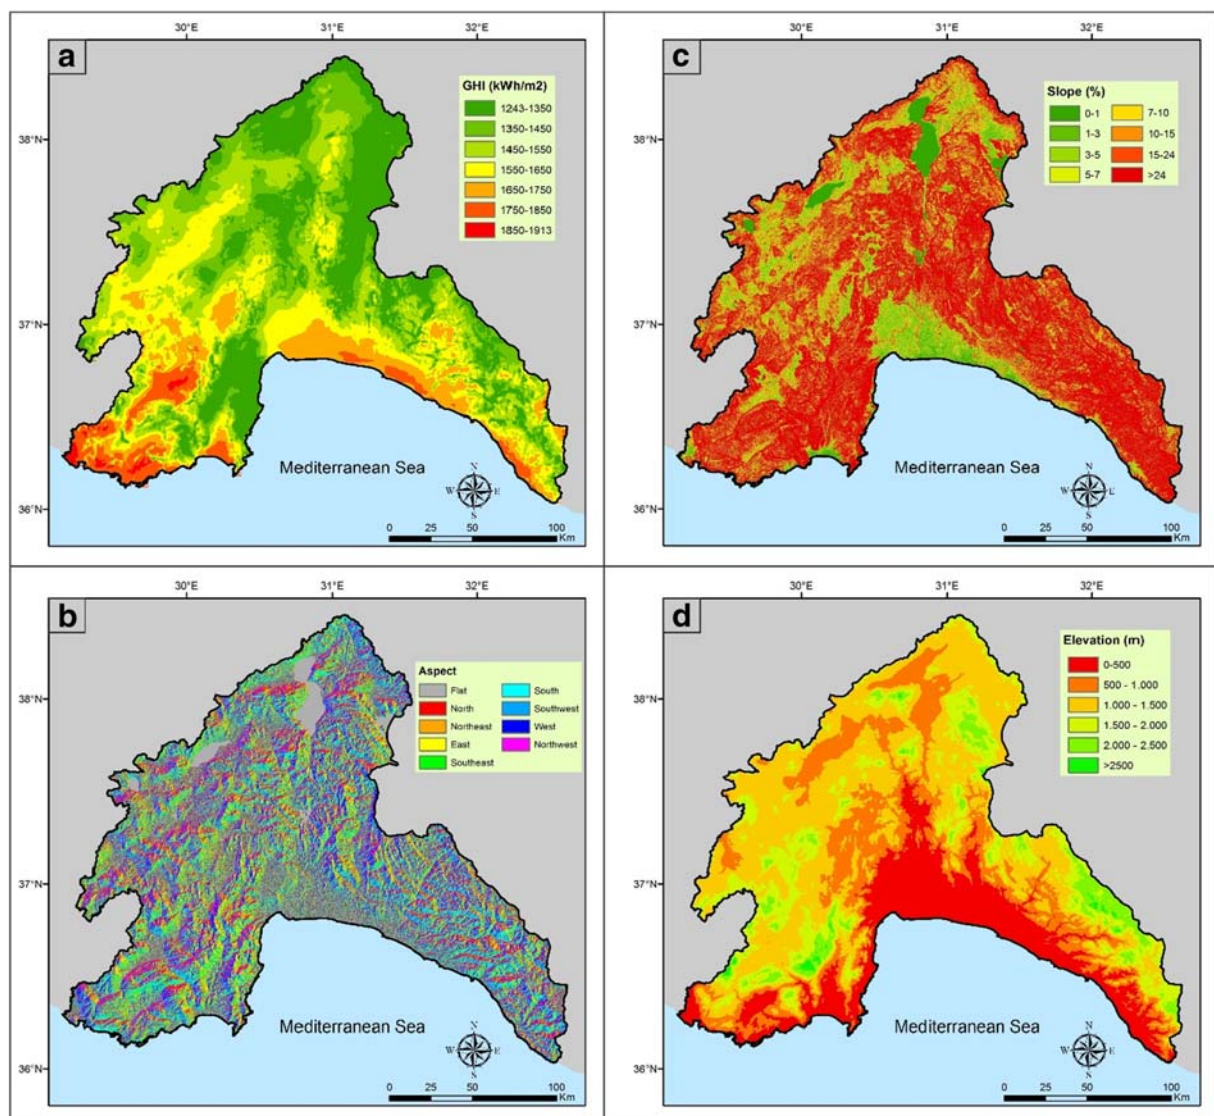 a
30°E 31°E 32°E
38°N
37°N
36°N
GHI (kWh/m2)
1243-1350
1350-1450
1450-1550
1550-1650
1650-1750
1750-1850
1850-1913
Mediterranean Sea
N
W E
S
0 25 50 100
Km
c
30°E 31°E 32°E
38°N
37°N
36°N
Slope (%)
0-1 7-10
1-3 10-15
3-5 15-24
5-7 >24
Mediterranean Sea
N
W E
S
0 25 50 100
Km
b
30°E 31°E 32°E
38°N
37°N
36°N
Aspect
Flat South
North Southwest
Northeast West
East Northwest
Southeast
Mediterranean Sea
N
W E
S
0 25 50 100
Km
d
30°E 31°E 32°E
38°N
37°N
36°N
Elevation (m)
0-500
500 - 1.000
1.000 - 1.500
1.500 - 2.000
2.000 - 2.500
>2500
Mediterranean Sea
N
W E
S
0 25 50 100
Km